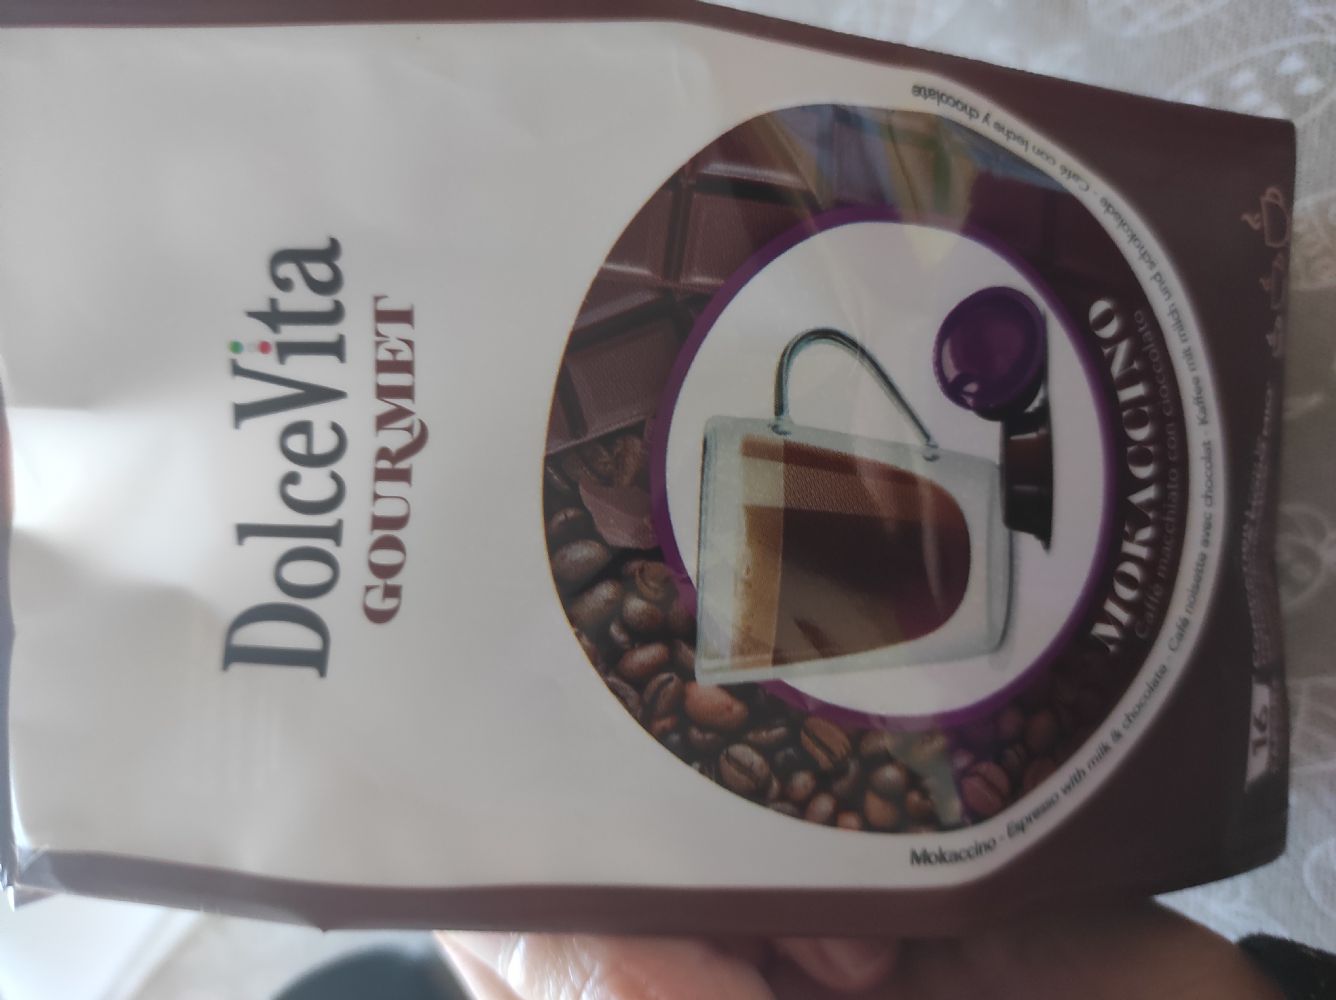 DolceVita
GOURMET
MOKACCINO
Caffè macchiato con cioccolato
Mokaccino - Espresso with milk & chocolate - Café noisette avec chocolat - Kaffee mit milch und schokolade - Café con leche y chocolate
16